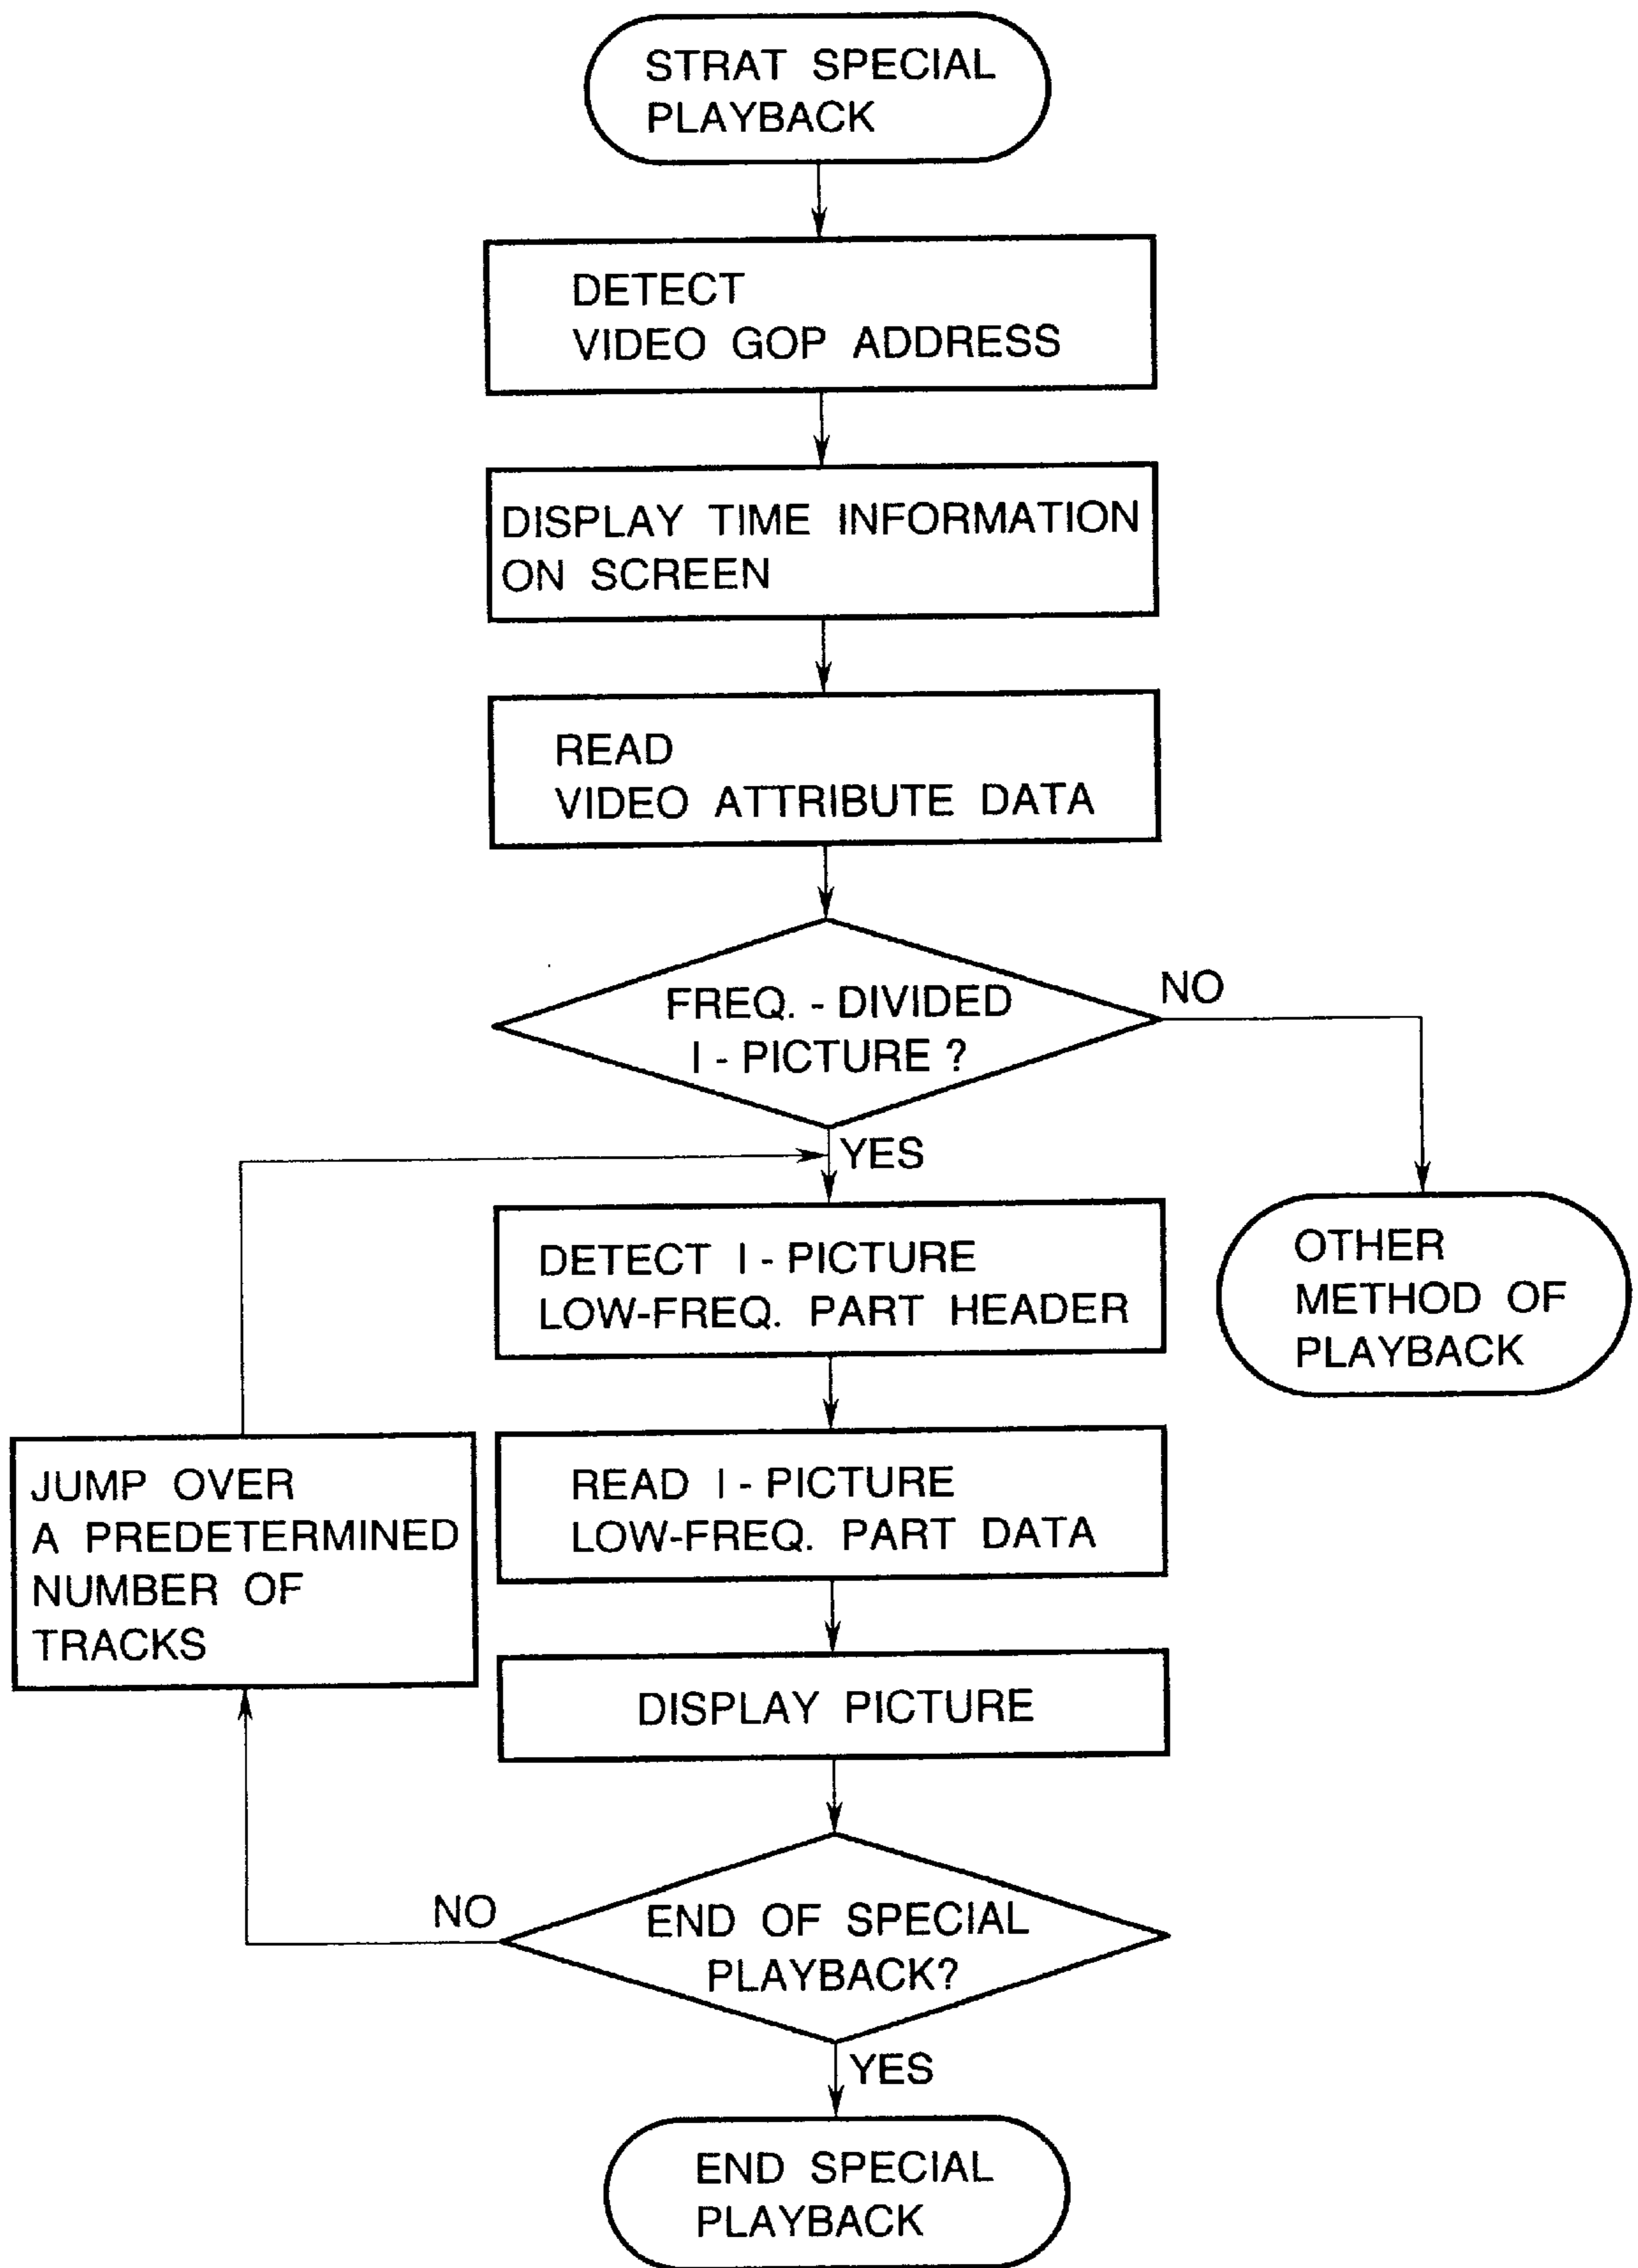 STRAT SPECIAL
PLAYBACK
DETECT
VIDEO GOP ADDRESS
DISPLAY TIME INFORMATION
ON SCREEN
READ
VIDEO ATTRIBUTE DATA
FREQ. - DIVIDED
I - PICTURE ?
NO
YES
DETECT I - PICTURE
LOW-FREQ. PART HEADER
OTHER
METHOD OF
PLAYBACK
READ I - PICTURE
LOW-FREQ. PART DATA
JUMP OVER
A PREDETERMINED
NUMBER OF
TRACKS
DISPLAY PICTURE
END OF SPECIAL
PLAYBACK?
NO
YES
END SPECIAL
PLAYBACK